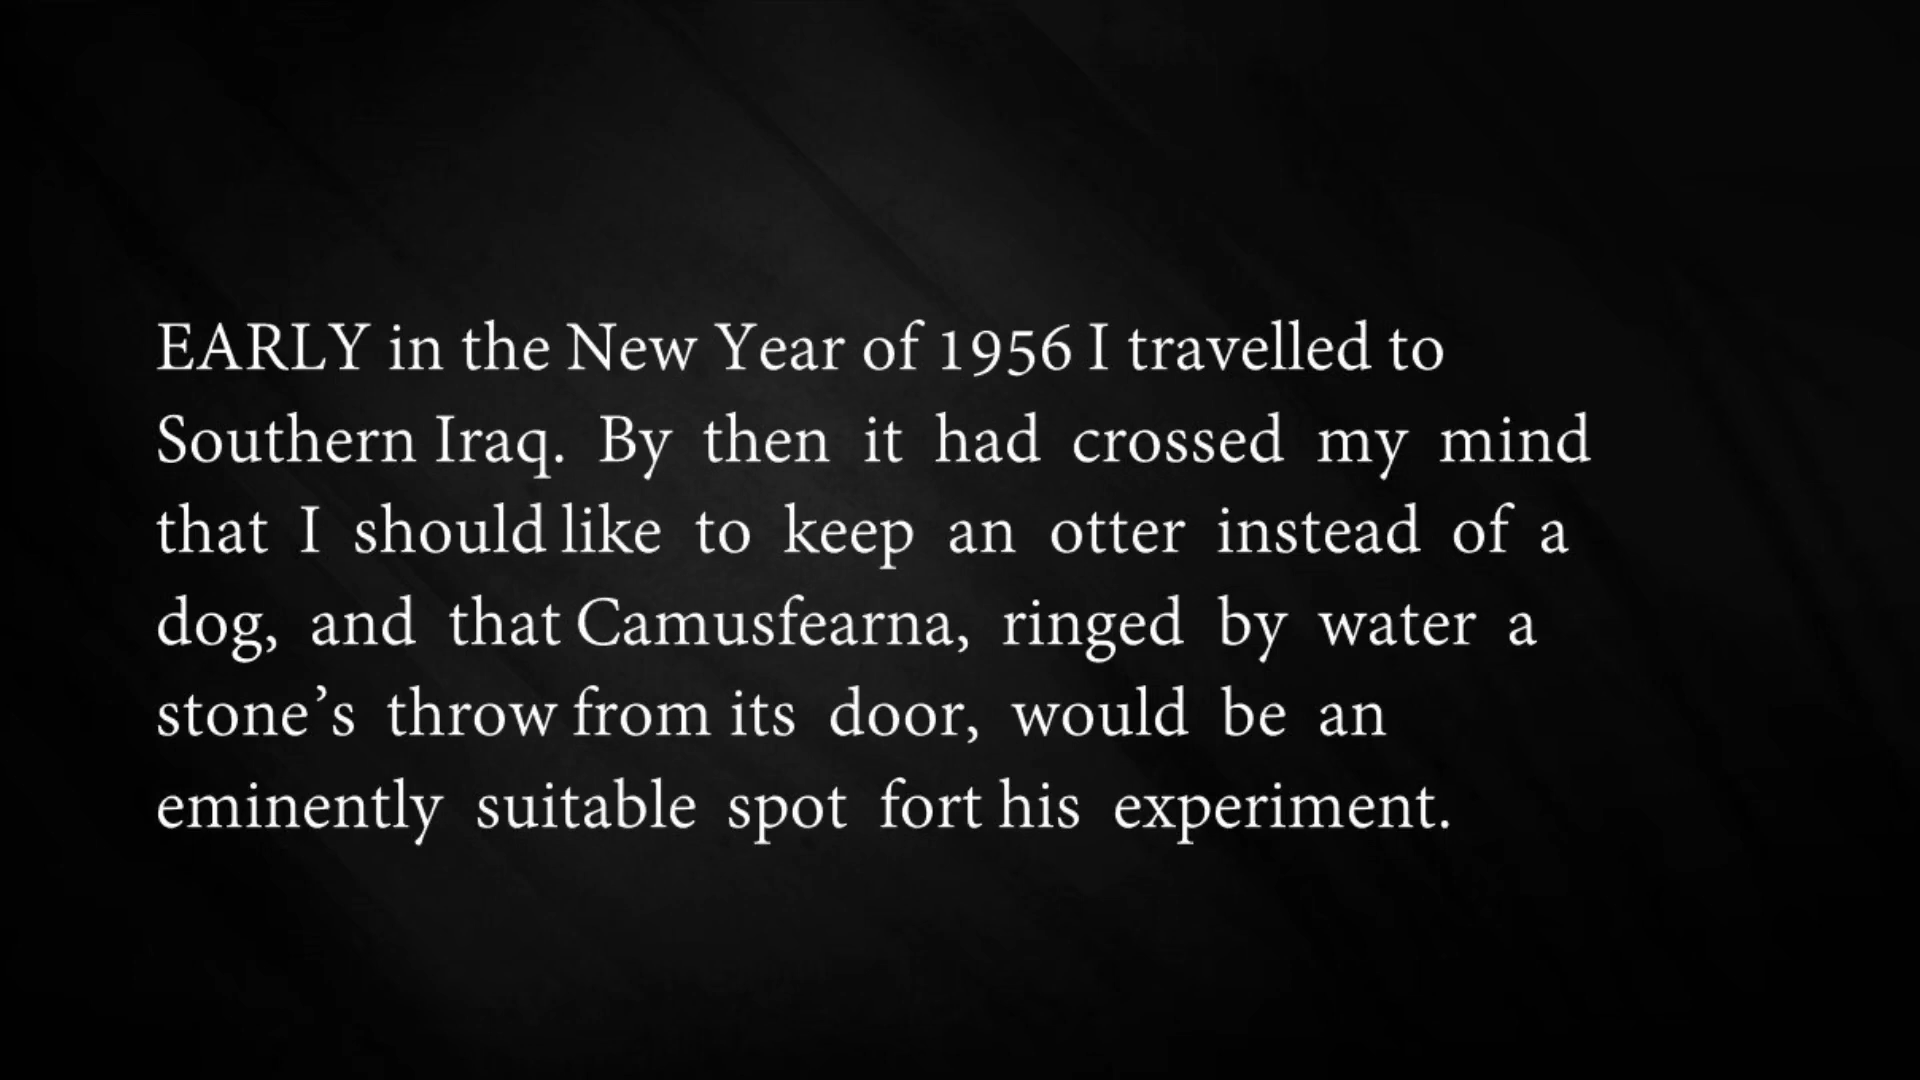 EARLY in the New Year of 1956 I travelled to
Southern Iraq. By then it had crossed my mind
that I should like to keep an otter instead of a
dog, and that Camusfearna, ringed by water a
stone’s throw from its door, would be an
eminently suitable spot fort his experiment.